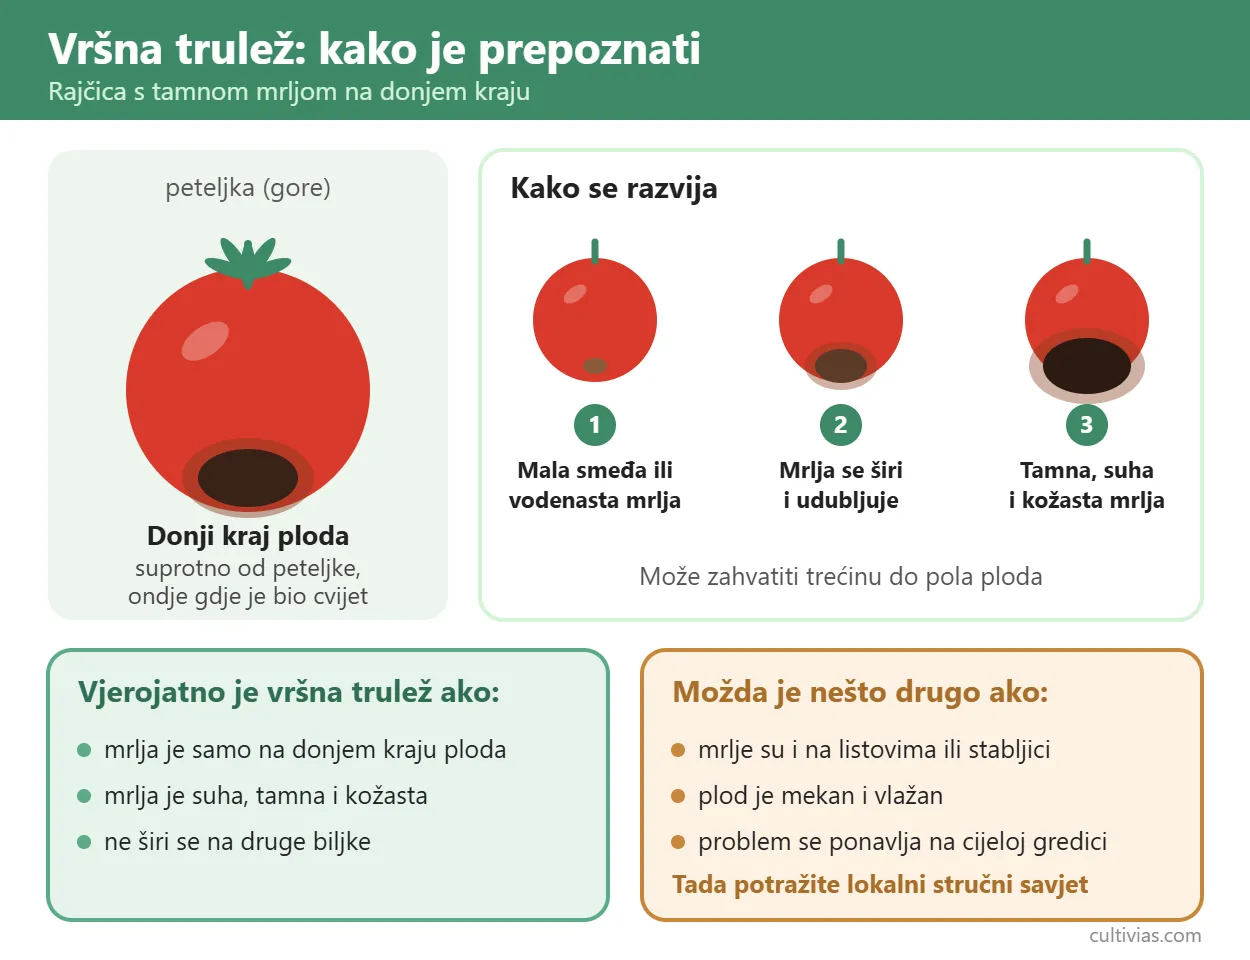 Vršna trulež: kako je prepoznati
Rajčica s tamnom mrljom na donjem kraju
peteljka (gore)
Donji kraj ploda
suprotno od peteljke,
ondje gdje je bio cvijet
Kako se razvija
1
Mala smeđa ili
vodenasta mrlja
2
Mrlja se širi
i udubljuje
3
Tamna, suha
i kožasta mrlja
Može zahvatiti trećinu do pola ploda
Vjerojatno je vršna trulež ako:
mrlja je samo na donjem kraju ploda
mrlja je suha, tamna i kožasta
ne širi se na druge biljke
Možda je nešto drugo ako:
mrlje su i na listovima ili stabljici
plod je mekan i vlažan
problem se ponavlja na cijeloj gredici
Tada potražite lokalni stručni savjet
cultivias.com